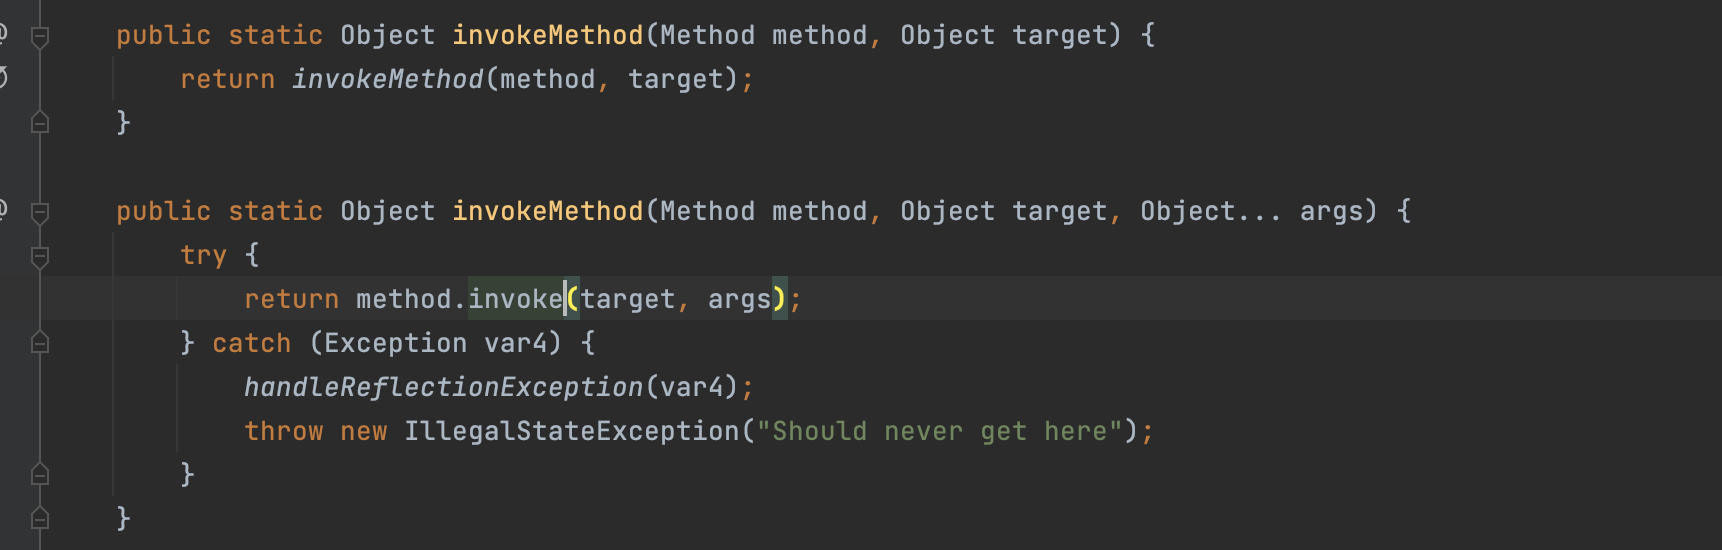 public static Object invokeMethod(Method method, Object target) {
return invokeMethod(method, target);
}
public static Object invokeMethod(Method method, Object target, Object... args) {
try {
return method.invoke(target, args);
} catch (Exception var4) {
handleReflectionException(var4);
throw new IllegalStateException("Should never get here");
}
}